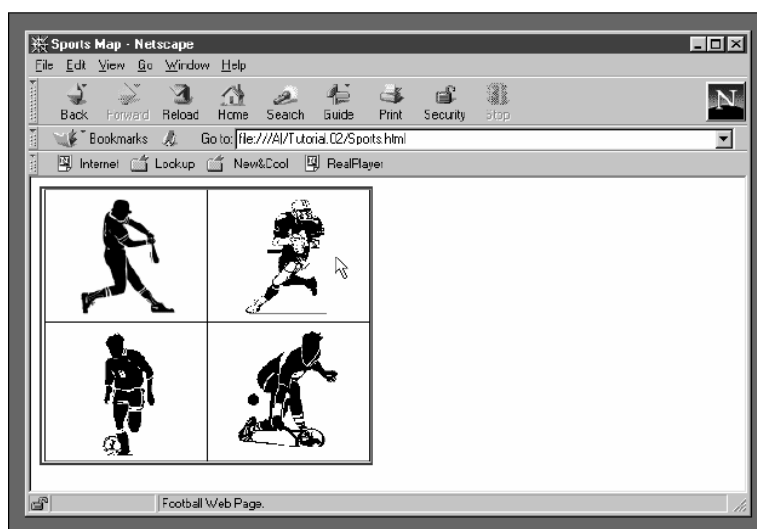 Sports Map - Netscape
File Edit View Go Window Help
Back Forward Reload Home Search Guide Print Security Stop
Bookmarks Go to: file:///A|/Tutorial.02/Sports.html
Internet Lookup New&Cool RealPlayer
N
Football Web Page.